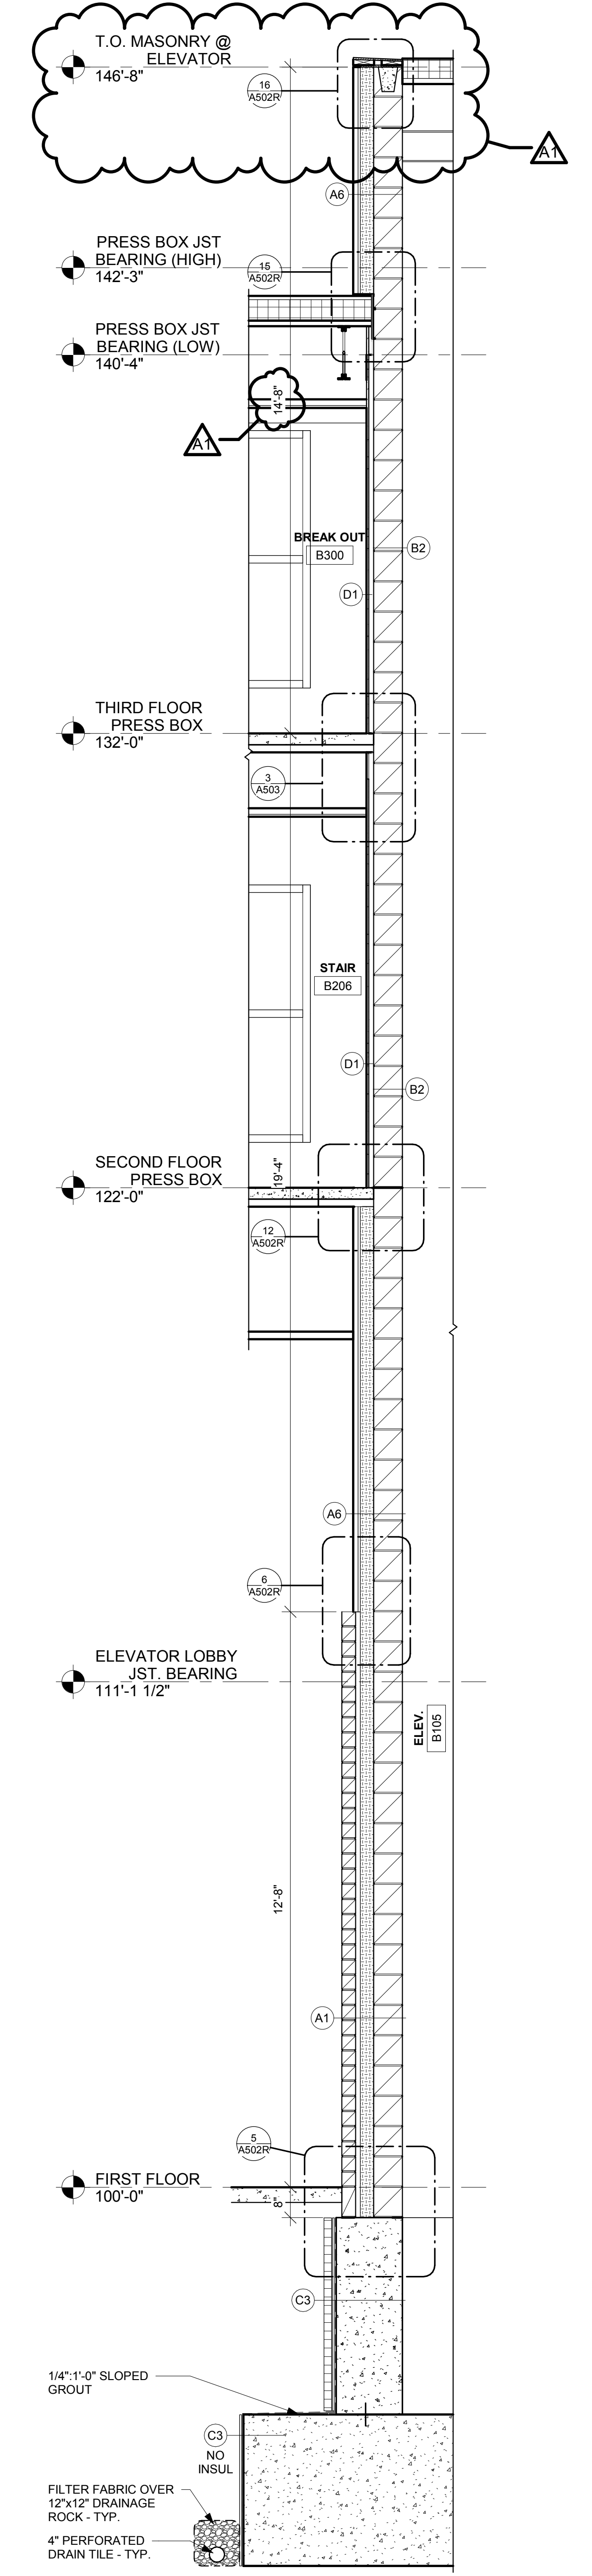 T.O. MASONRY @
ELEVATOR
146'-8"
16
A502R
A1
A6
PRESS BOX JST
BEARING (HIGH)
142'-3"
15
A502R
PRESS BOX JST
BEARING (LOW)
140'-4"
14'-8"
A1
BREAK OUT
B300
B2
D1
THIRD FLOOR
PRESS BOX
132'-0"
3
A503
STAIR
B206
D1
B2
SECOND FLOOR
PRESS BOX
122'-0"
19'-4"
12
A502R
A6
6
A502R
ELEVATOR LOBBY
JST. BEARING
111'-1 1/2"
ELEV.
B105
12'-8"
A1
5
A502R
FIRST FLOOR
100'-0"
8"
C3
1/4":1'-0" SLOPED
GROUT
C3
NO
INSUL
FILTER FABRIC OVER
12"x12" DRAINAGE
ROCK - TYP.
4" PERFORATED
DRAIN TILE - TYP.